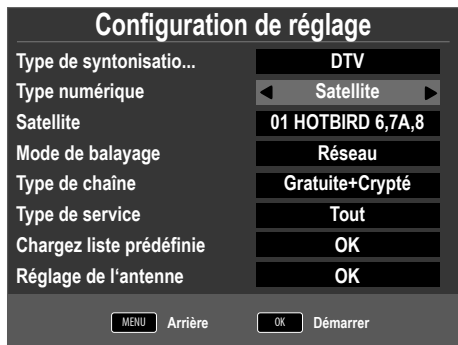 Configuration de réglage
Type de syntonisatio... DTV
Type numérique Satellite
Satellite 01 HOTBIRD 6,7A,8
Mode de balayage Réseau
Type de chaîne Gratuite+Crypté
Type de service Tout
Chargez liste prédéfinie OK
Réglage de l‘antenne OK
MENU Arrière OK Démarrer